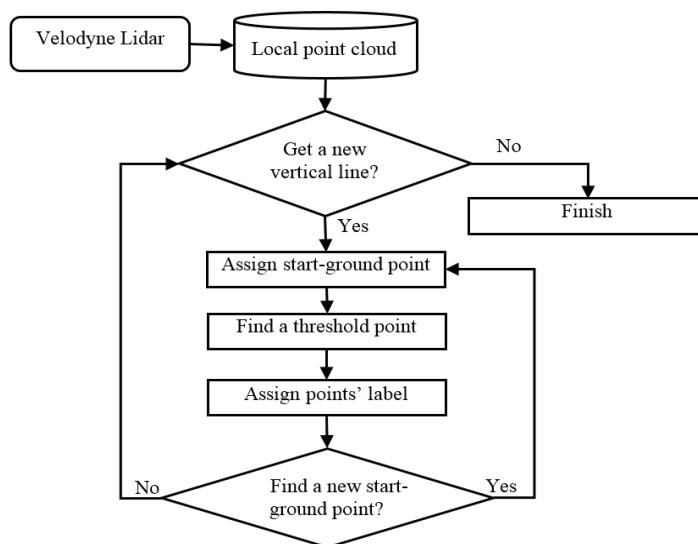 Velodyne Lidar
Local point cloud
Get a new
vertical line?
No
Finish
Yes
Assign start-ground point
Find a threshold point
Assign points’ label
No
Find a new start-
ground point?
Yes